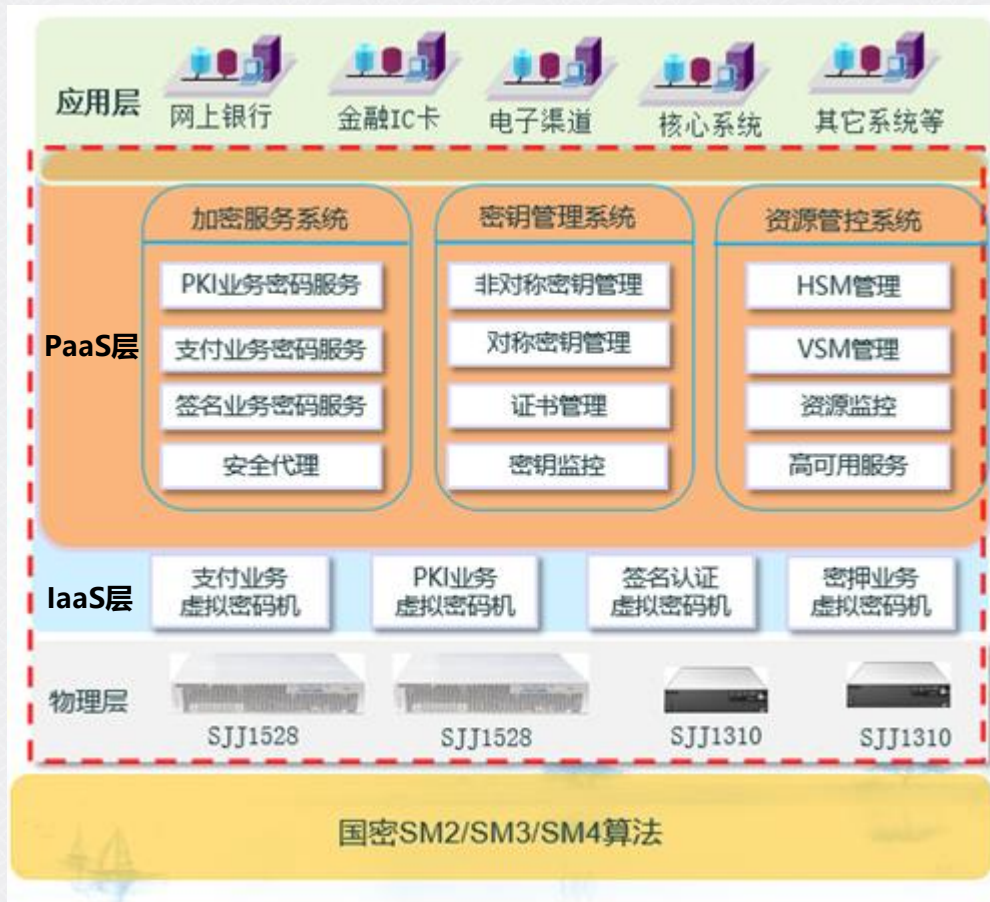 应用层
网上银行
金融IC卡
电子渠道
核心系统
其它系统等
PaaS层
加密服务系统
PKI业务密码服务
支付业务密码服务
签名业务密码服务
安全代理
密钥管理系统
非对称密钥管理
对称密钥管理
证书管理
密钥监控
资源管控系统
HSM管理
VSM管理
资源监控
高可用服务
IaaS层
支付业务
虚拟密码机
PKI业务
虚拟密码机
签名认证
虚拟密码机
密押业务
虚拟密码机
物理层
SJJ1528
SJJ1528
SJJ1310
SJJ1310
国密SM2/SM3/SM4算法